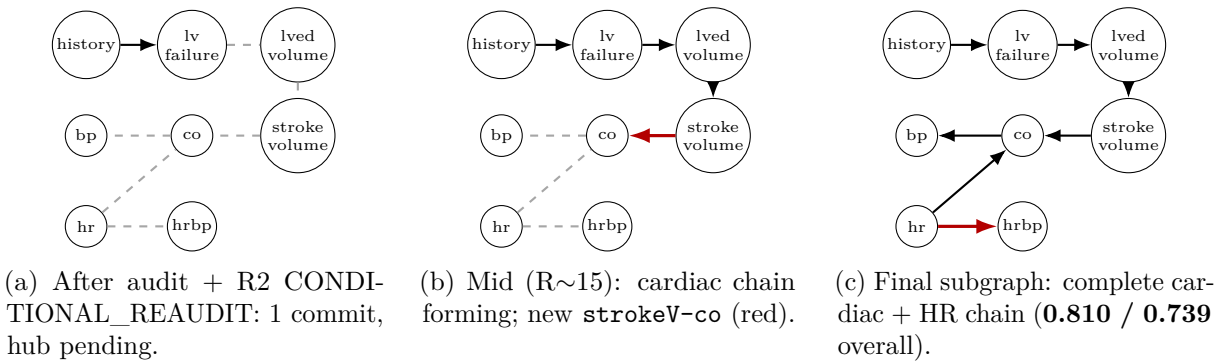 history
lv
failure
lved
volume
bp
co
stroke
volume
hr
hrbp
(a) After audit + R2 CONDI-
TIONAL_REAUDIT: 1 commit,
hub pending.
history
lv
failure
lved
volume
bp
co
stroke
volume
hr
hrbp
(b) Mid (R∼15): cardiac chain
forming; new strokeV-co (red).
history
lv
failure
lved
volume
bp
co
stroke
volume
hr
hrbp
(c) Final subgraph: complete car-
diac + HR chain (0.810 / 0.739
overall).